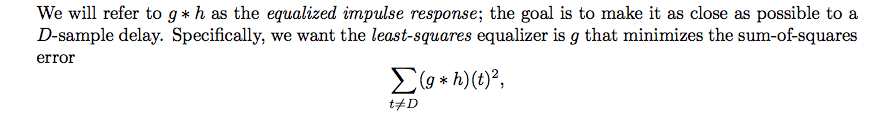 We will refer to g ∗ h as the equalized impulse response; the goal is to make it as close as possible to a
D-sample delay. Specifically, we want the least-squares equalizer is g that minimizes the sum-of-squares
error
∑_{t≠D} (g ∗ h)(t)²,